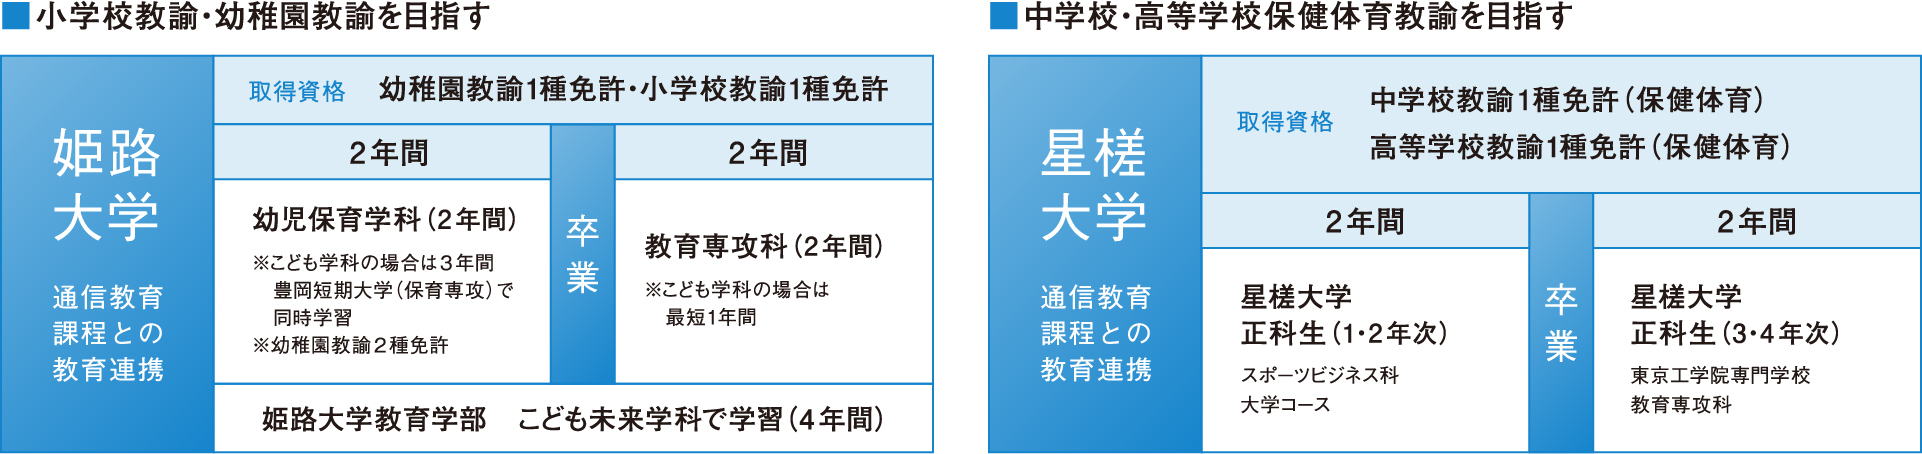 ■小学校教諭・幼稚園教諭を目指す
姫路
大学
通信教育
課程との
教育連携
取得資格 幼稚園教諭1種免許・小学校教諭1種免許
2年間
卒業
2年間
幼児保育学科（2年間）
※こども学科の場合は３年間
豊岡短期大学（保育専攻）で
同時学習
※幼稚園教諭２種免許
教育専攻科（2年間）
※こども学科の場合は
最短1年間
姫路大学教育学部　こども未来学科で学習（4年間）
■中学校・高等学校保健体育教諭を目指す
星槎
大学
通信教育
課程との
教育連携
取得資格
中学校教諭1種免許（保健体育）
高等学校教諭1種免許（保健体育）
2年間
卒業
2年間
星槎大学
正科生（1・2年次）
スポーツビジネス科
大学コース
星槎大学
正科生（3・4年次）
東京工学院専門学校
教育専攻科